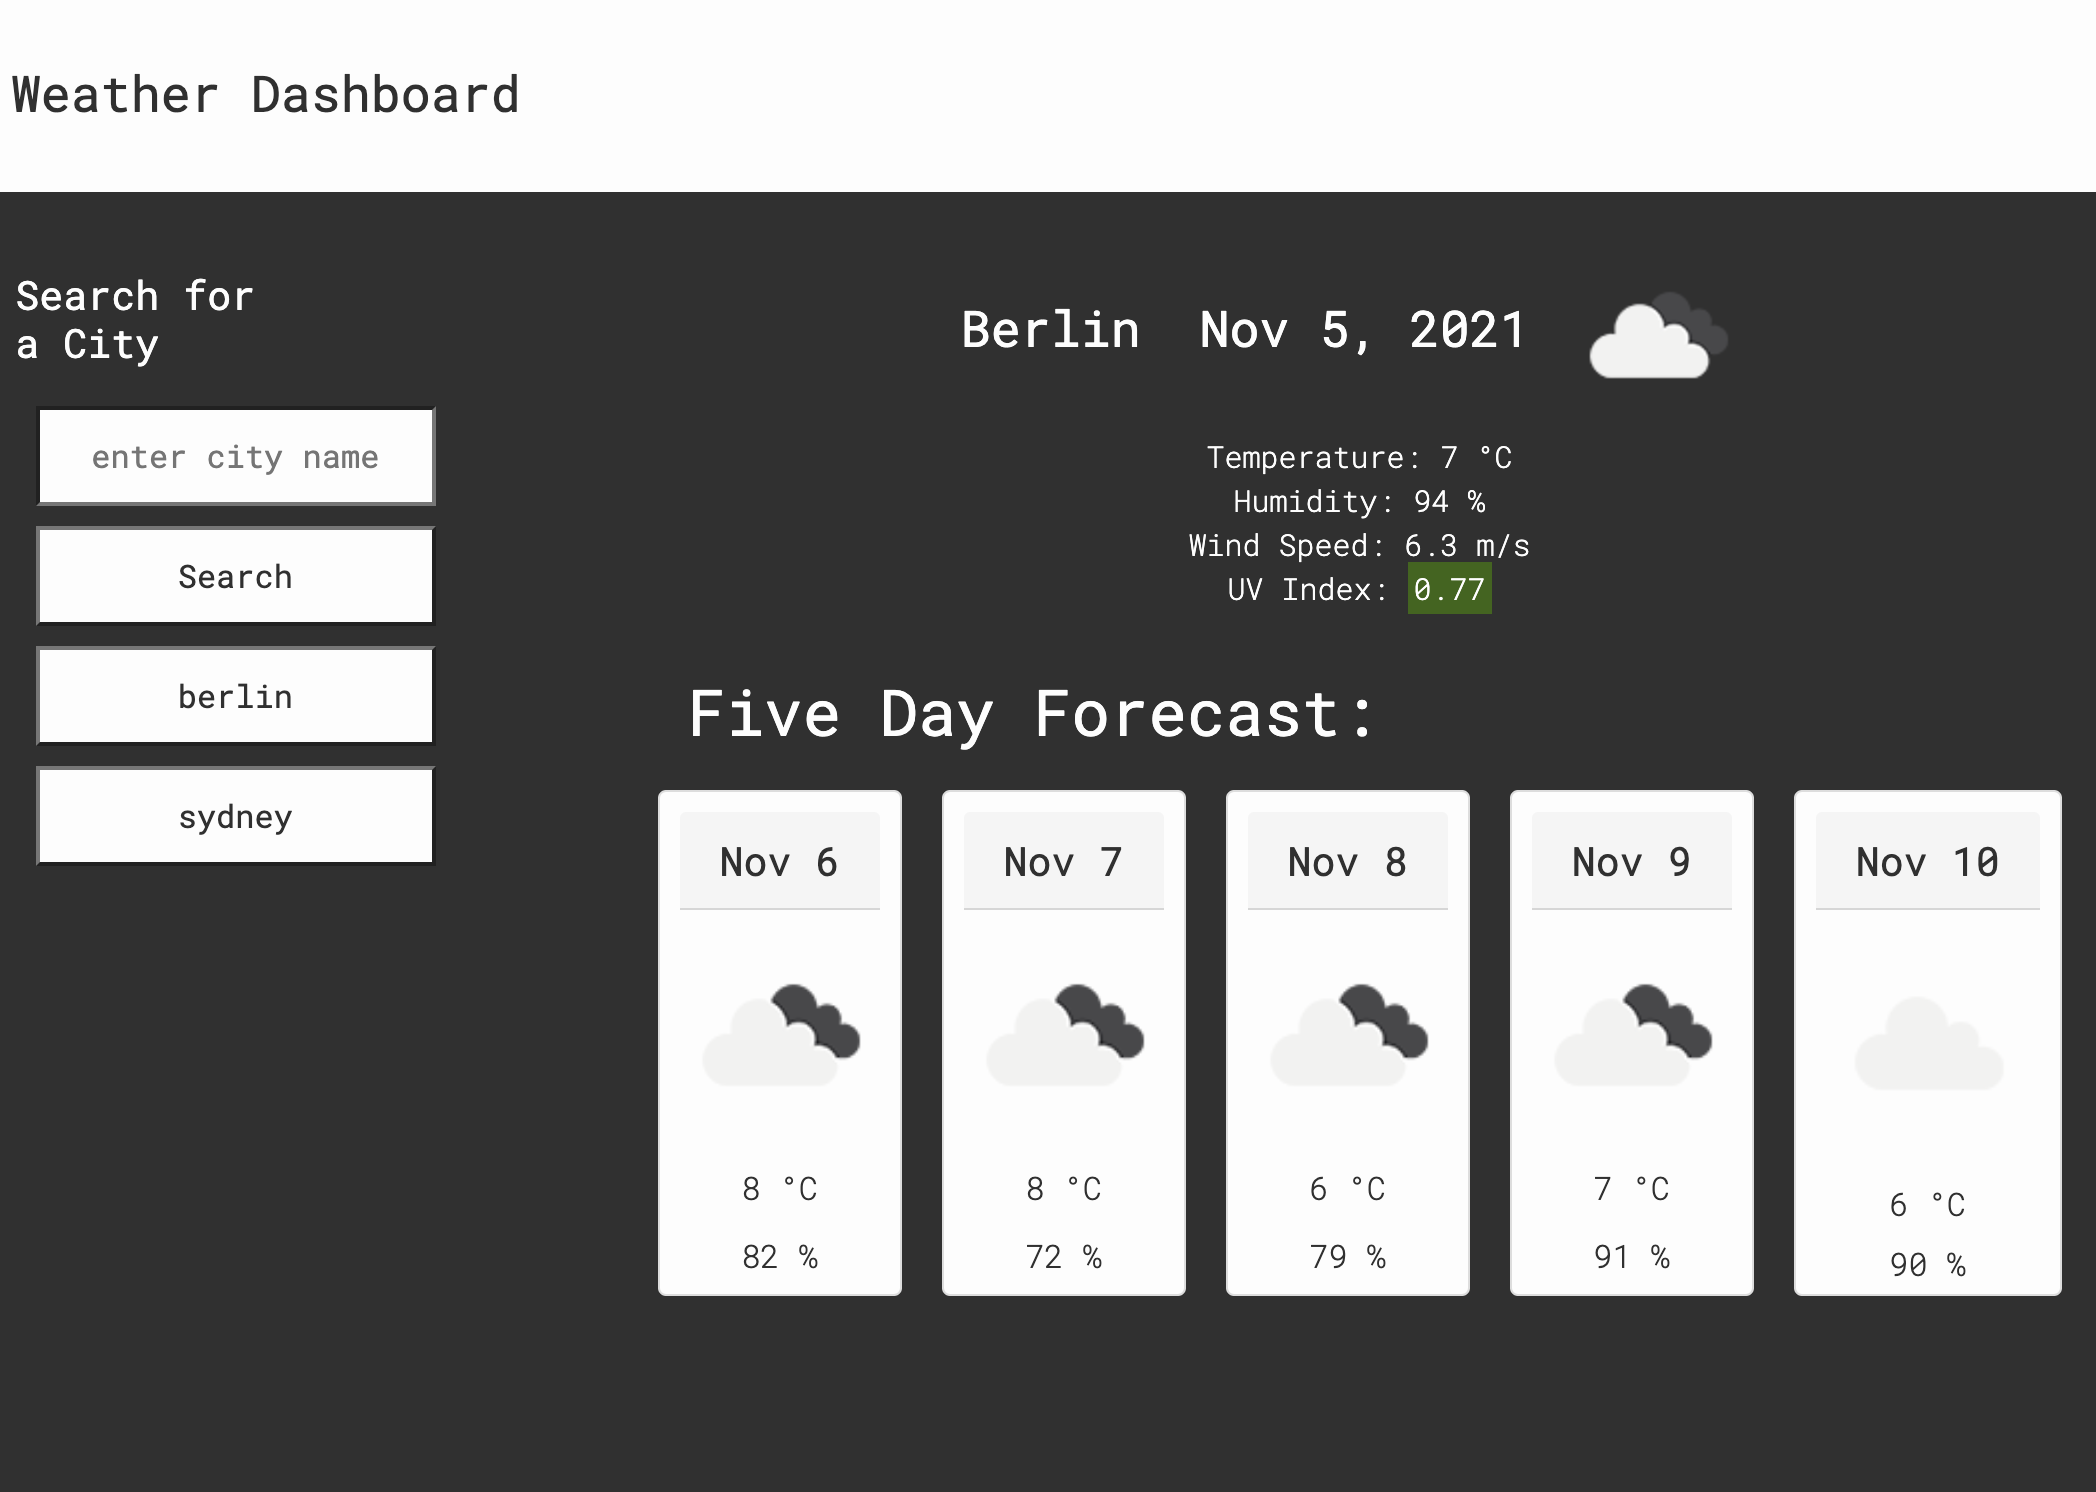 Weather Dashboard
Search for
a City
enter city name
Search
berlin
sydney
Berlin Nov 5, 2021
Temperature: 7 °C
Humidity: 94 %
Wind Speed: 6.3 m/s
UV Index: 0.77
Five Day Forecast:
Nov 6
8 °C
82 %
Nov 7
8 °C
72 %
Nov 8
6 °C
79 %
Nov 9
7 °C
91 %
Nov 10
6 °C
90 %